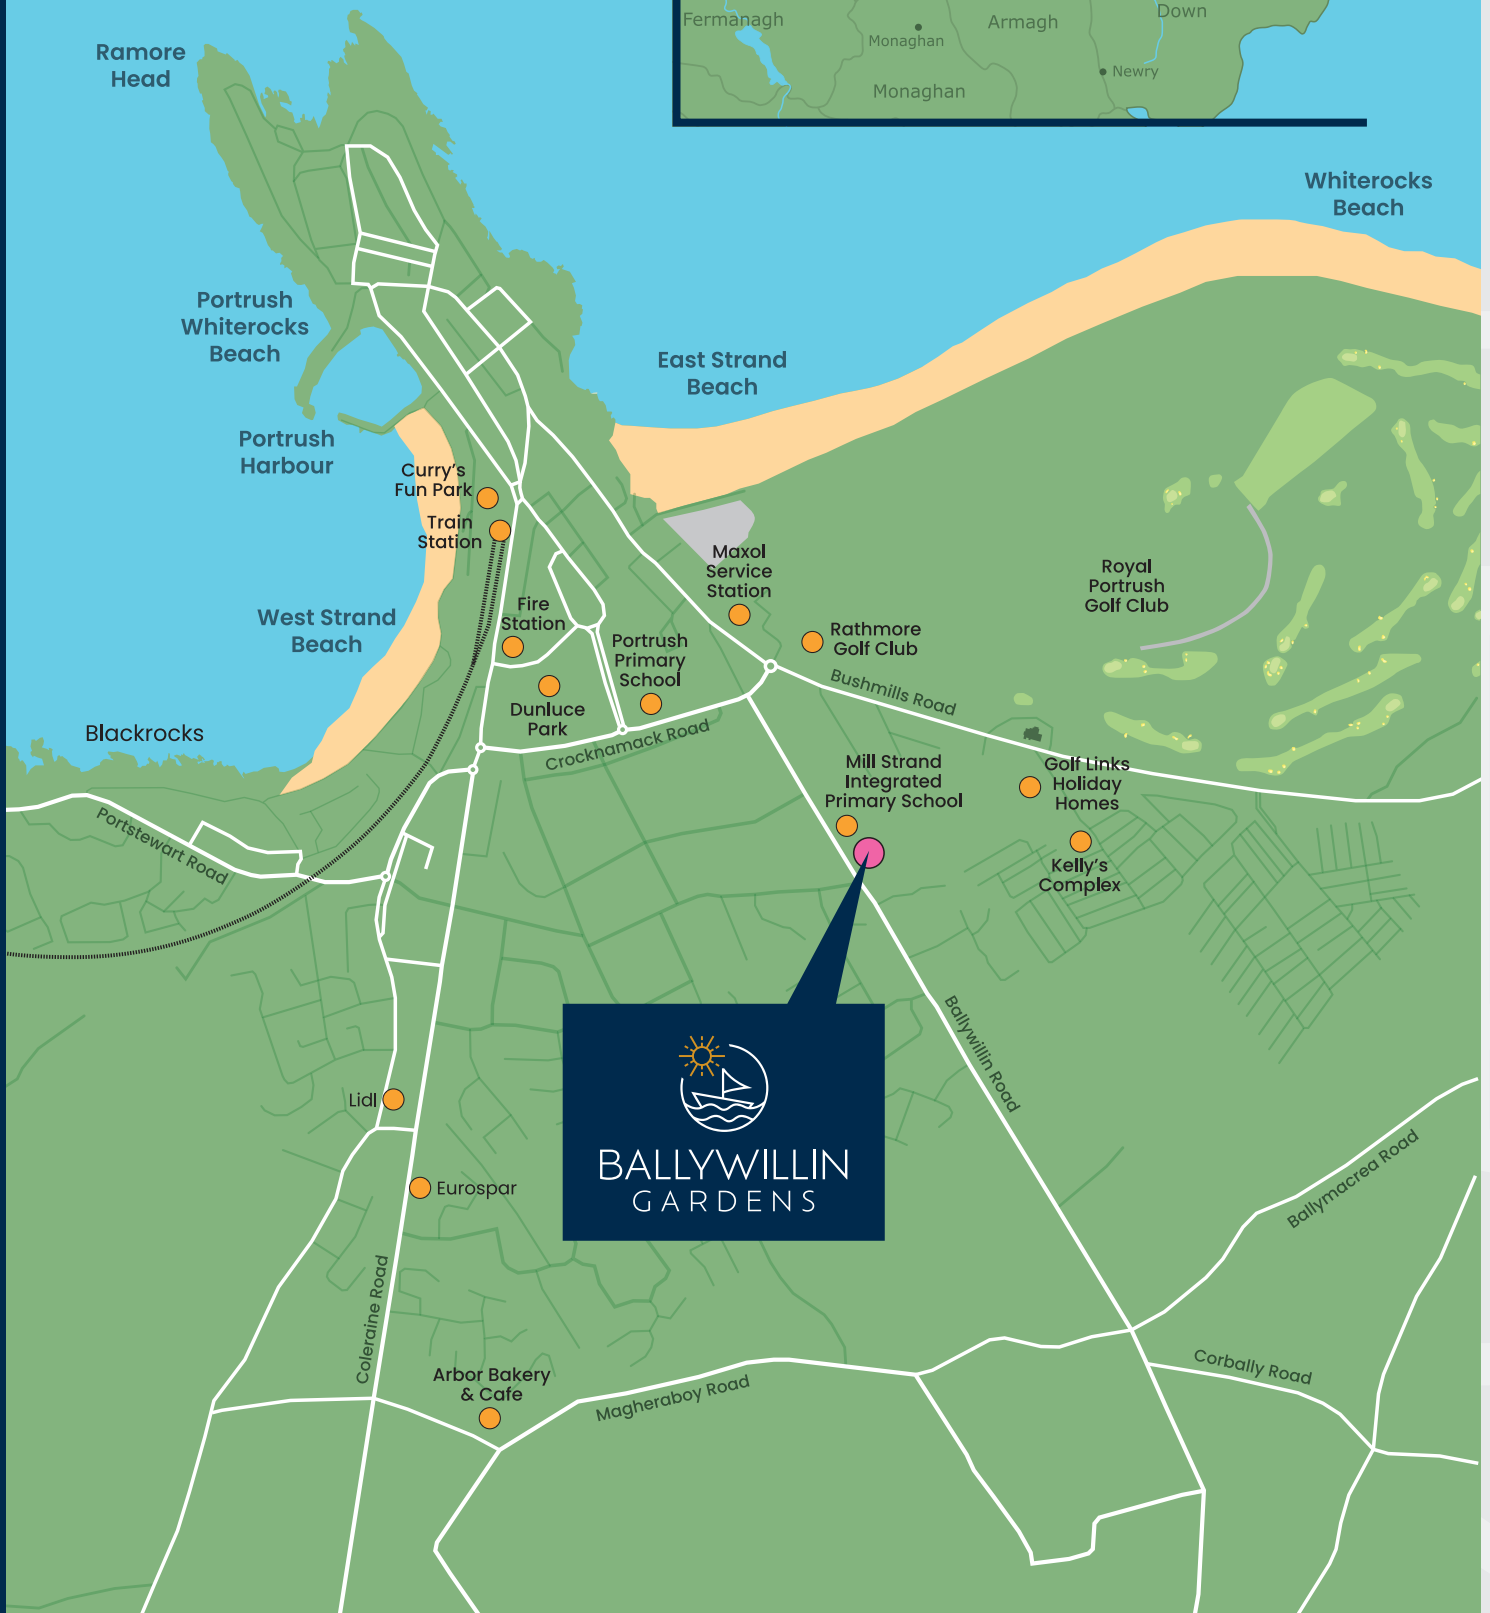 Fermanagh
Monaghan
Armagh
Down
Newry
Monaghan
Ramore
Head
Whiterocks
Beach
Portrush
Whiterocks
Beach
East Strand
Beach
Portrush
Harbour
Curry's
Fun Park
Train
Station
Maxol
Service
Station
Royal
Portrush
Golf Club
Fire
Station
West Strand
Beach
Portrush
Primary
School
Rathmore
Golf Club
Bushmills Road
Dunluce
Park
Blackrocks
Crocknamack Road
Mill Strand
Integrated
Primary School
Golf Links
Holiday
Homes
Portstewart Road
Kelly's
Complex
Ballywillin Road
BALLYWILLIN
GARDENS
Lidl
Eurospar
Ballymacrea Road
Coleraine Road
Corbally Road
Arbor Bakery
& Cafe
Magheraboy Road